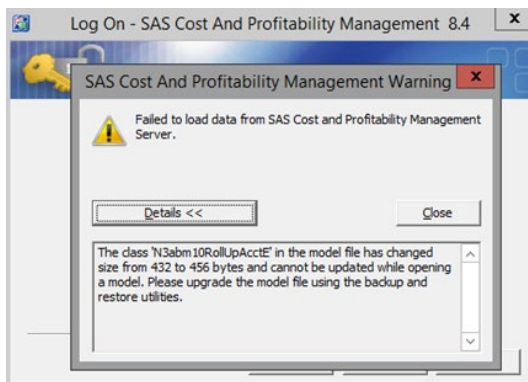 Log On - SAS Cost And Profitability Management 8.4
x
SAS Cost And Profitability Management Warning
x
Failed to load data from SAS Cost and Profitability Management
Server.
Details <<
Close
The class 'N3abm10RollUpAcctE' in the model file has changed
size from 432 to 456 bytes and cannot be updated while opening
a model. Please upgrade the model file using the backup and
restore utilities.